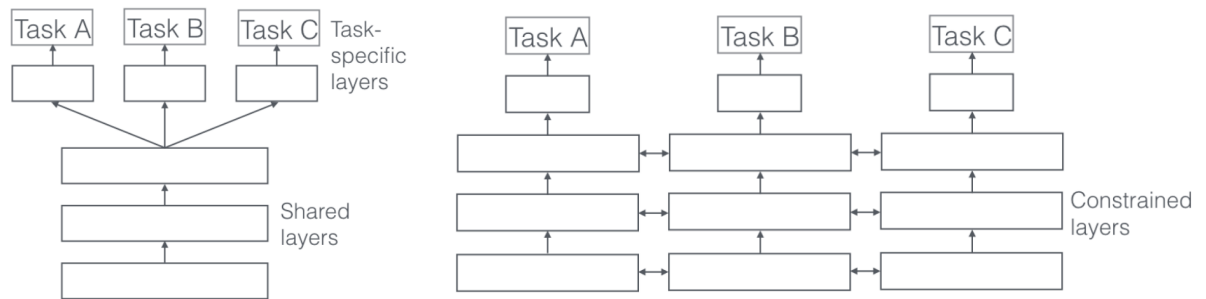 Task A
Task B
Task C
Task-
specific
layers
Shared
layers
Task A
Task B
Task C
Constrained
layers